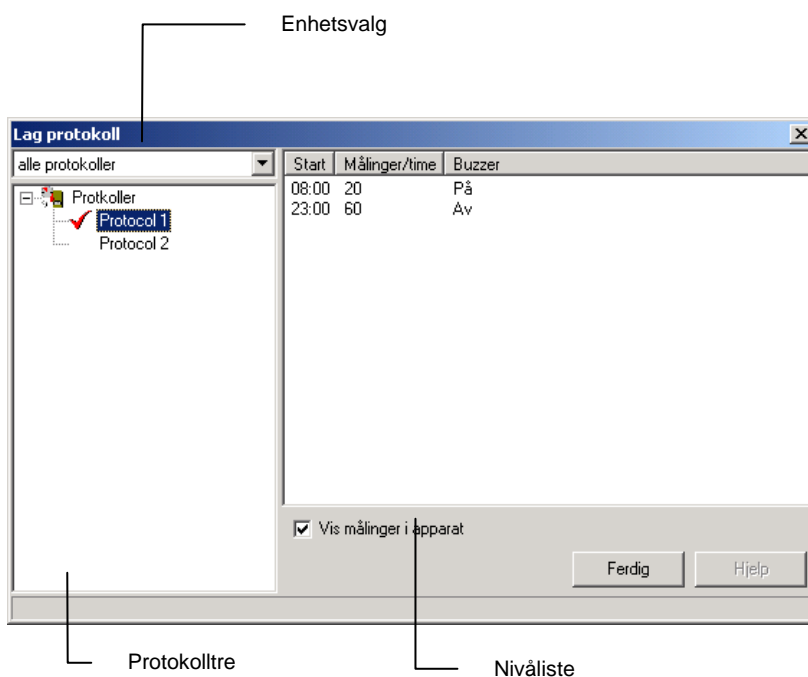 Enhetsvalg
Lag protokoll
alle protokoller
Start Målinger/time Buzzer
08:00 20 På
23:00 60 Av
Protkoller
Protocol 1
Protocol 2
Vis målinger i apparat
Ferdig Hjelp
Protokolltre
Nivåliste